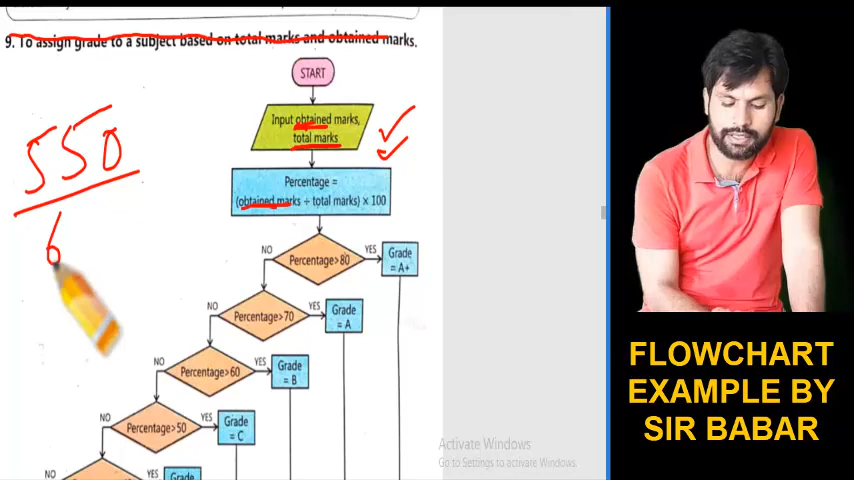 9. To assign grade to a subject based on total marks and obtained marks.
START
Input obtained marks,
total marks
Percentage =
(obtained marks ÷ total marks) × 100
NO
Percentage>80
YES
Grade
= A+
NO
Percentage>70
YES
Grade
= A
NO
Percentage>60
YES
Grade
= B
NO
Percentage>50
YES
Grade
= C
NO
YES
Grade
550
6
Activate Windows
Go to Settings to activate Windows.
FLOWCHART
EXAMPLE BY
SIR BABAR